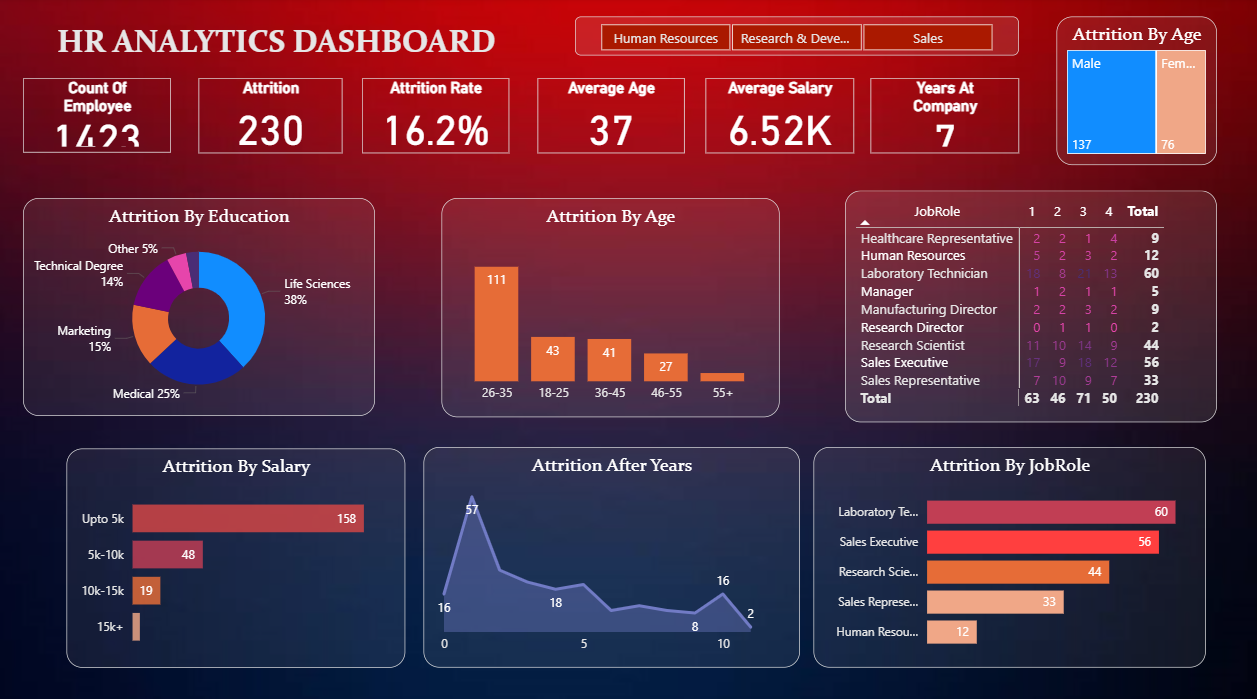 HR ANALYTICS DASHBOARD
Human Resources
Research & Deve...
Sales
Count Of
Employee
1423
Attrition
230
Attrition Rate
16.2%
Average Age
37
Average Salary
6.52K
Years At
Company
7
Attrition By Age
Male
Fem...
137
76
Attrition By Education
Other 5%
Technical Degree
14%
Life Sciences
38%
Marketing
15%
Medical 25%
Attrition By Age
111
43
41
27
26-35
18-25
36-45
46-55
55+
JobRole 1 2 3 4 Total
Healthcare Representative 2 2 1 4 9
Human Resources 5 2 3 2 12
Laboratory Technician 8 13 60
Manager 1 2 1 1 5
Manufacturing Director 2 2 3 2 9
Research Director 0 1 1 0 2
Research Scientist 11 10 14 9 44
Sales Executive 17 9 18 12 56
Sales Representative 7 10 9 7 33
Total 63 46 71 50 230
Attrition By Salary
Upto 5k 158
5k-10k 48
10k-15k 19
15k+
Attrition After Years
57
16
18
8
16
2
0
5
10
Attrition By JobRole
Laboratory Te... 60
Sales Executive 56
Research Scie... 44
Sales Represe... 33
Human Resou... 12